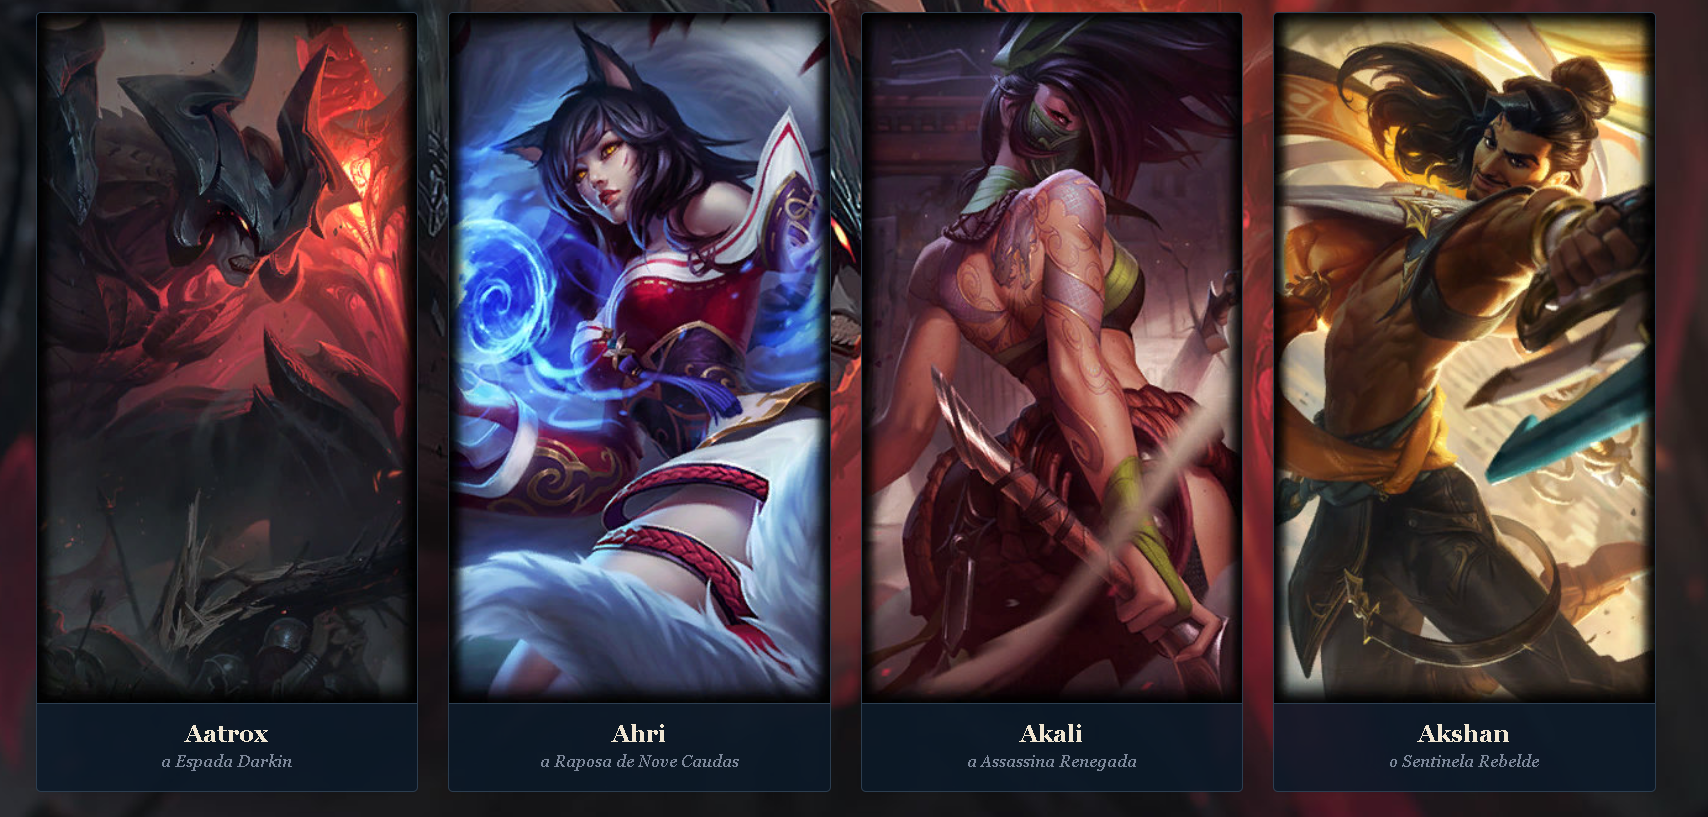 Aatrox
a Espada Darkin
Ahri
a Raposa de Nove Caudas
Akali
a Assassina Renegada
Akshan
o Sentinela Rebelde